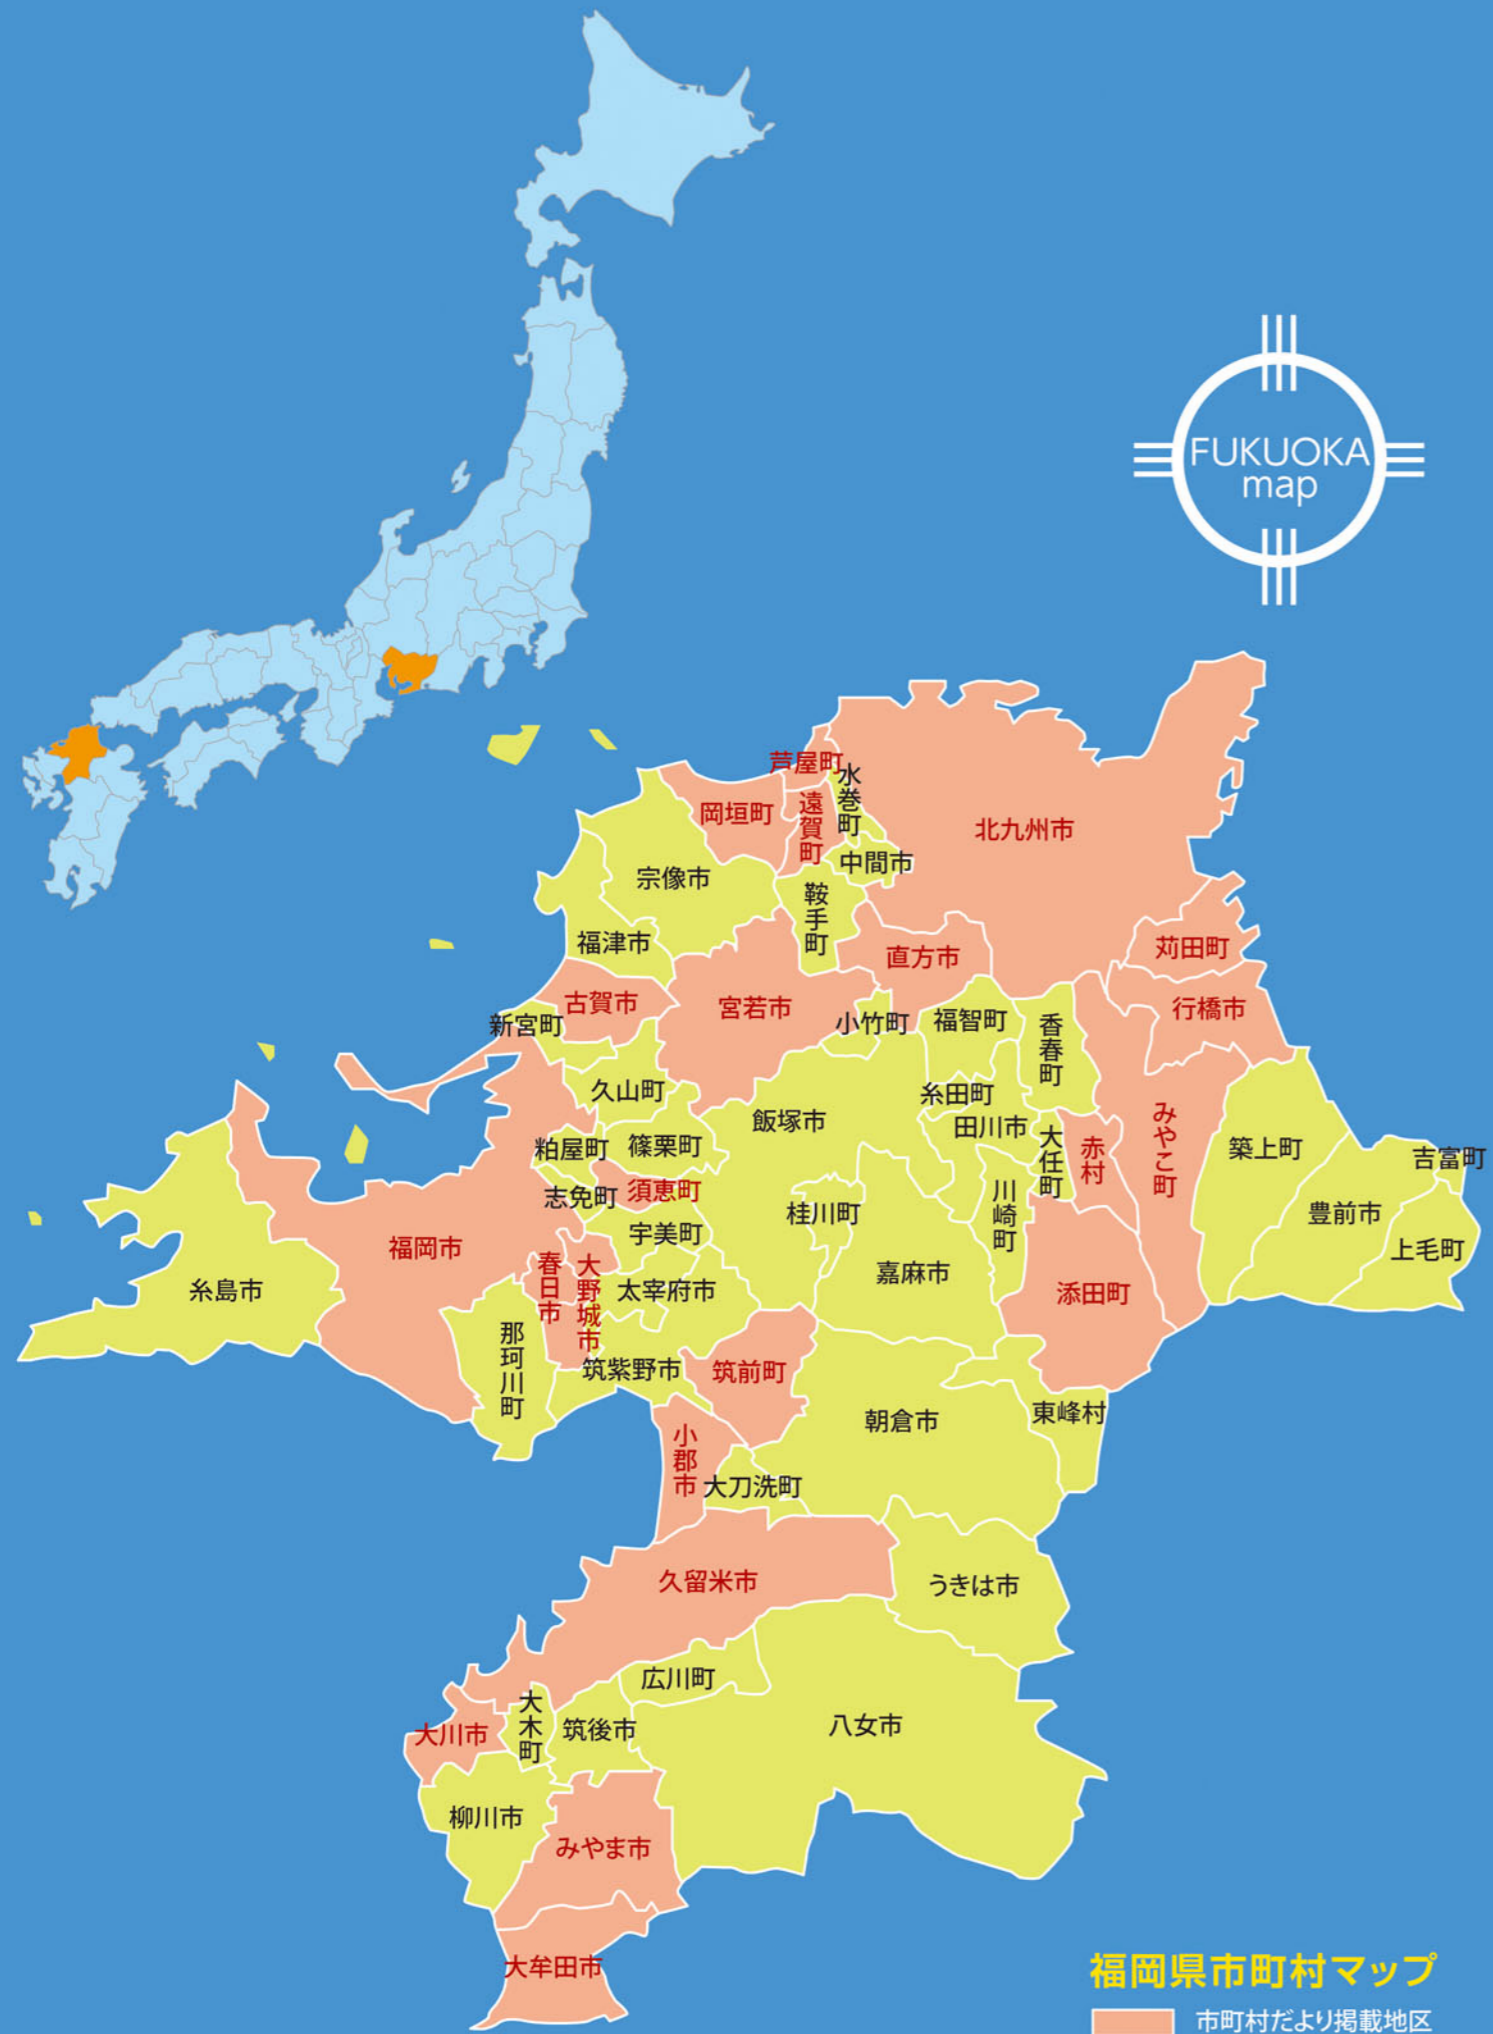 FUKUOKA
map
芦屋町
水巻町
岡垣町
遠賀町
北九州市
中間市
宗像市
鞍手町
福津市
直方市
苅田町
古賀市
宮若市
行橋市
新宮町
小竹町
福智町
香春町
久山町
糸田町
飯塚市
田川市
みやこ町
粕屋町
篠栗町
大任町
赤村
築上町
吉富町
志免町
須恵町
川崎町
桂川町
豊前市
宇美町
福岡市
上毛町
春日市
大野城市
嘉麻市
糸島市
太宰府市
添田町
那珂川町
筑紫野市
筑前町
朝倉市
東峰村
小郡市
大刀洗町
久留米市
うきは市
広川町
大川市
大木町
筑後市
八女市
柳川市
みやま市
大牟田市
福岡県市町村マップ
市町村だより掲載地区